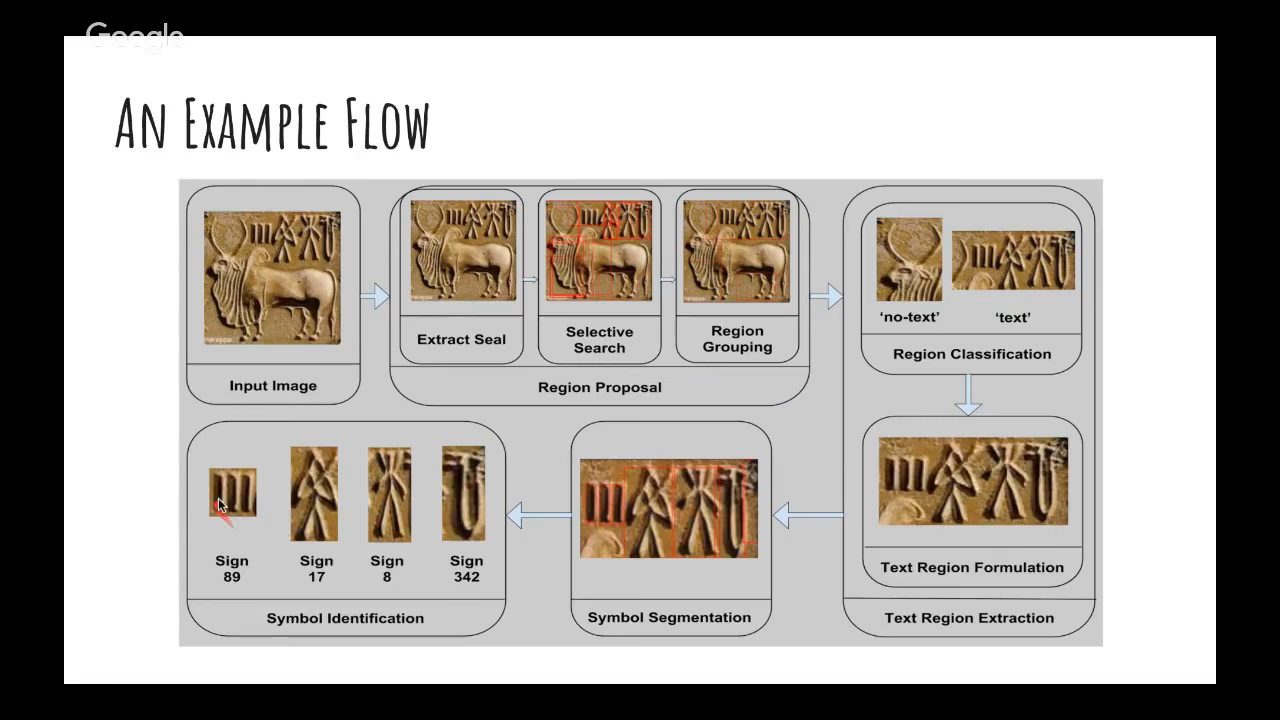 Google
AN EXAMPLE FLOW
Input Image
Extract Seal
Selective
Search
Region
Grouping
Region Proposal
‘no-text’
‘text’
Region Classification
Text Region Formulation
Text Region Extraction
Symbol Segmentation
Sign
89
Sign
17
Sign
8
Sign
342
Symbol Identification